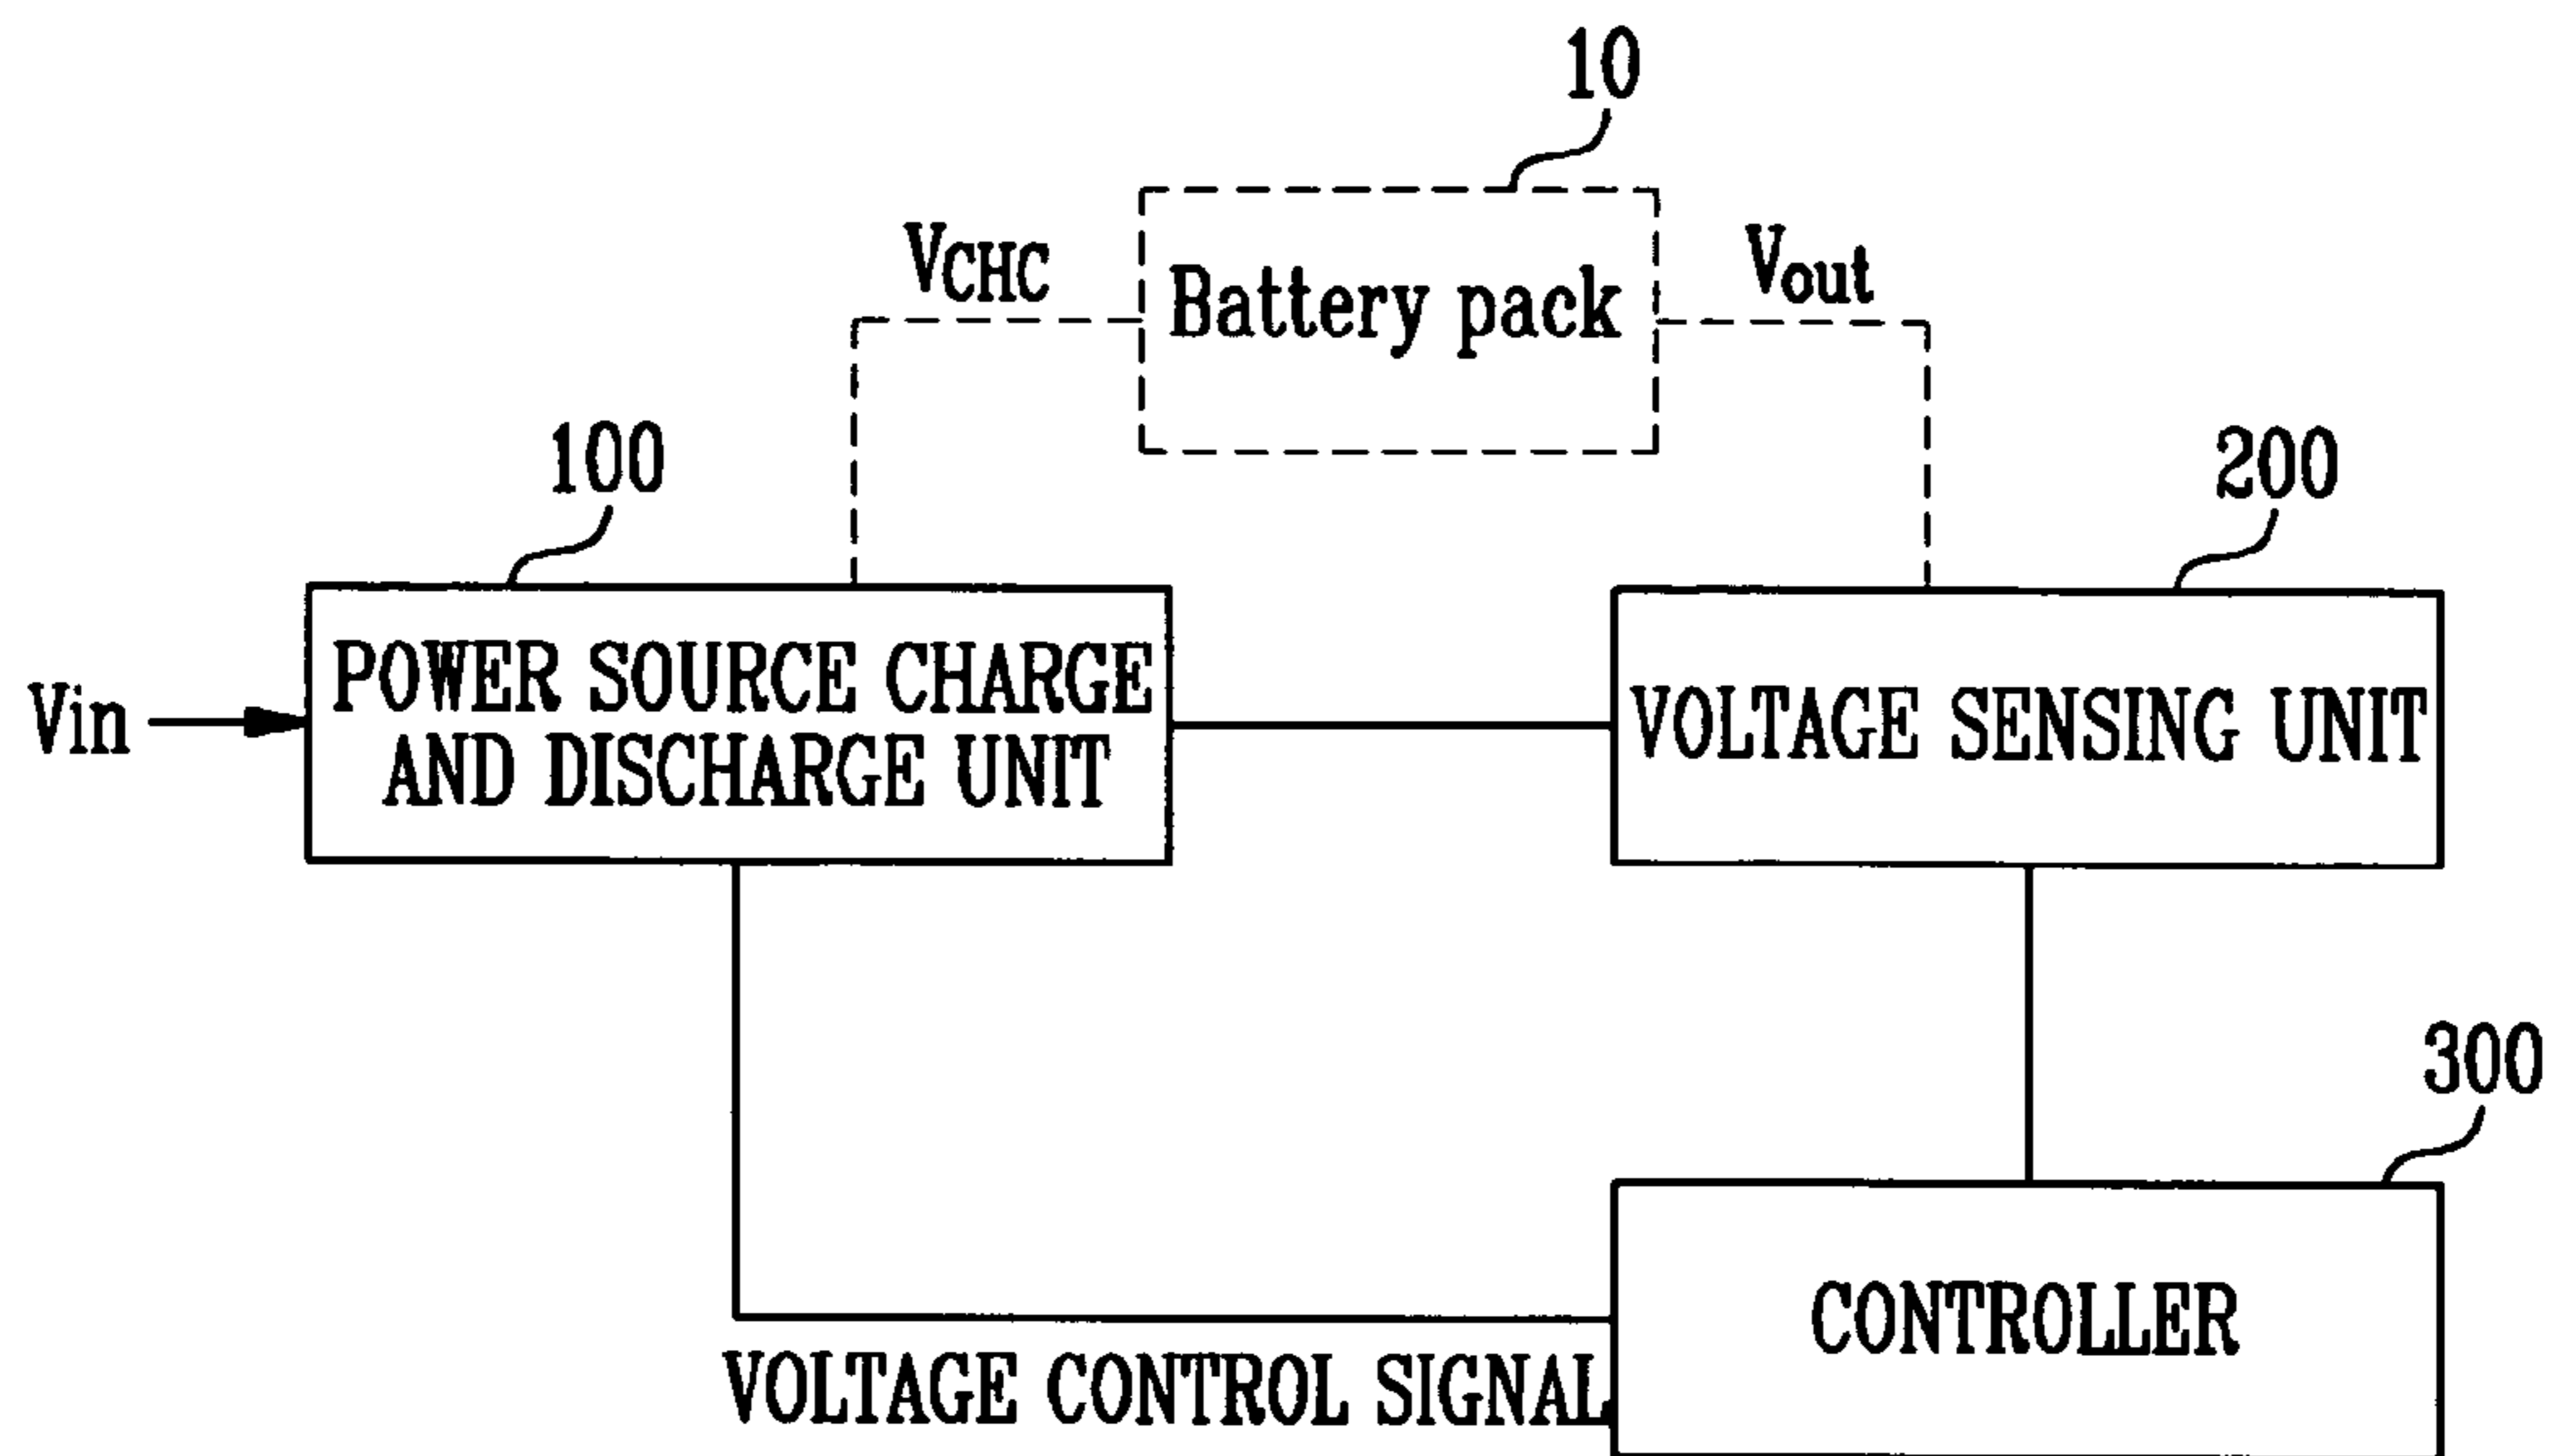 10
VCHC
Battery pack
Vout
100
200
Vin
POWER SOURCE CHARGE
AND DISCHARGE UNIT
VOLTAGE SENSING UNIT
300
CONTROLLER
VOLTAGE CONTROL SIGNAL